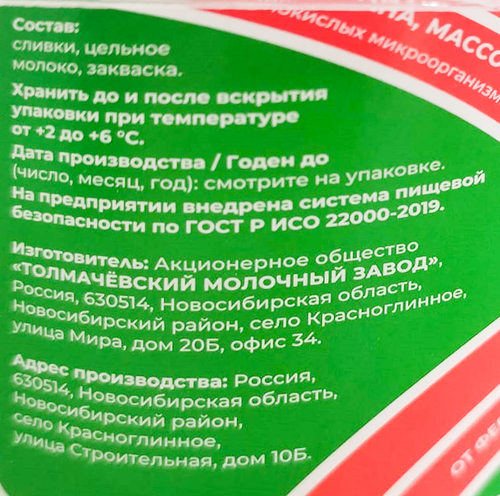 Состав:
сливки, цельное
молоко, закваска.
Хранить до и после вскрытия
упаковки при температуре
от +2 до +6 °С.
Дата производства / Годен до
(число, месяц, год): смотрите на упаковке.
На предприятии внедрена система пищевой
безопасности по ГОСТ Р ИСО 22000-2019.
Изготовитель: Акционерное общество
«ТОЛМАЧЁВСКИЙ МОЛОЧНЫЙ ЗАВОД»,
Россия, 630514, Новосибирская область,
Новосибирский район, село Красноглинное,
улица Мира, дом 20Б, офис 34.
Адрес производства: Россия,
630514, Новосибирская область,
Новосибирский район,
село Красноглинное,
улица Строительная, дом 10Б.